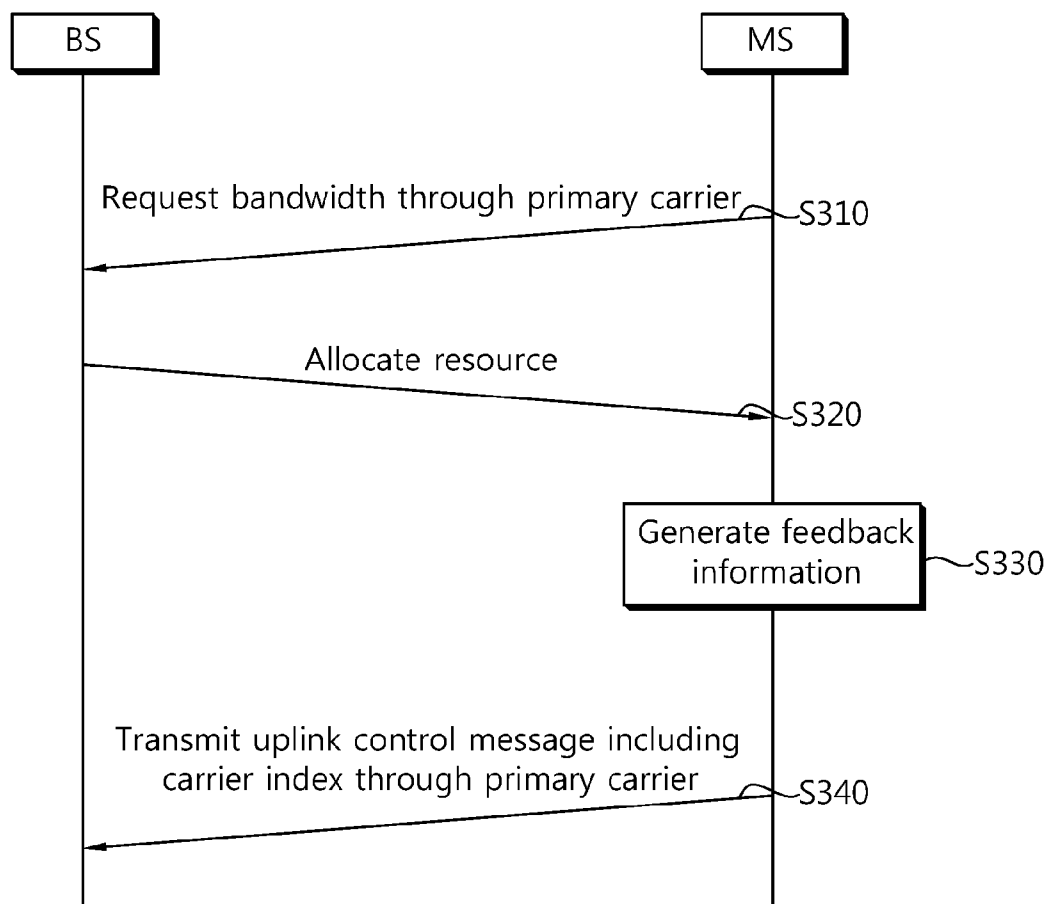 BS
MS
Request bandwidth through primary carrier
S310
Allocate resource
S320
Generate feedback
information
S330
Transmit uplink control message including
carrier index through primary carrier
S340